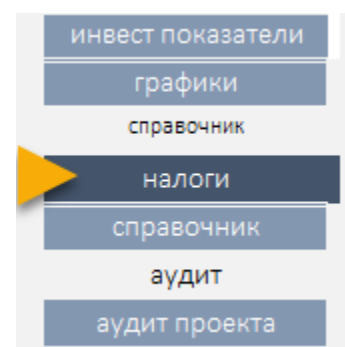 инвест показатели
графики
справочник
налоги
справочник
аудит
аудит проекта